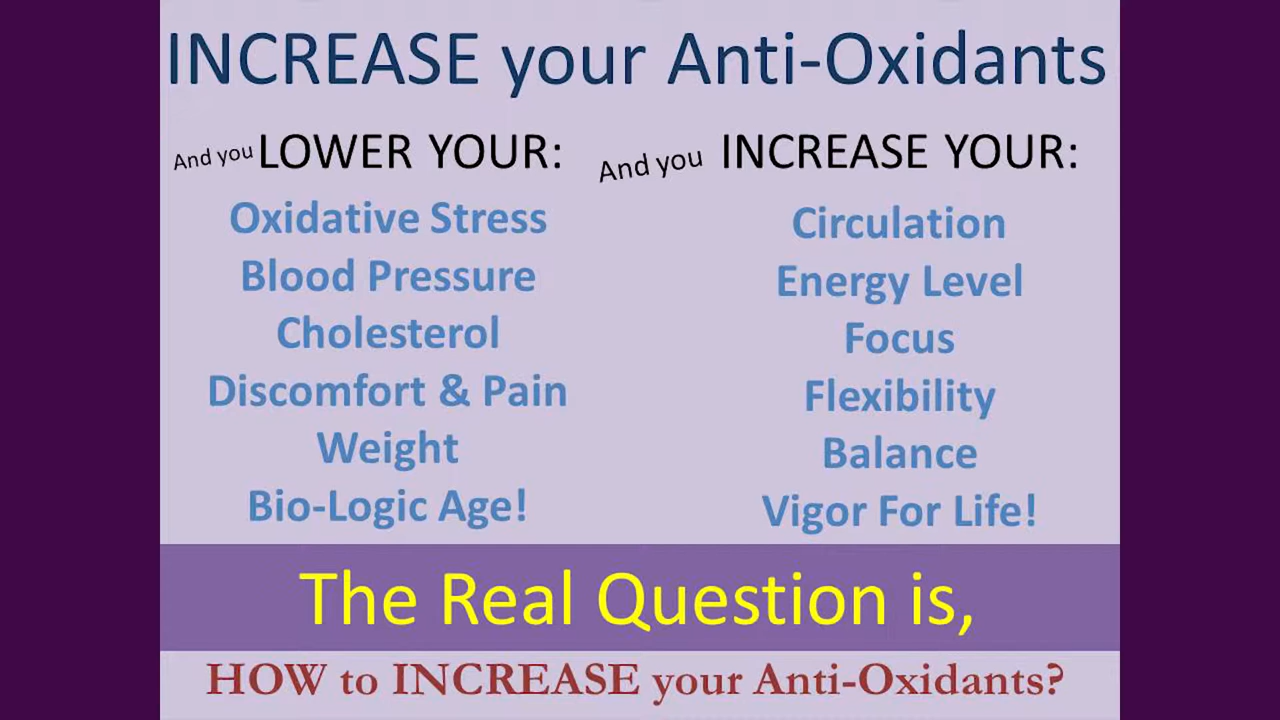 INCREASE your Anti-Oxidants
And you LOWER YOUR:
Oxidative Stress
Blood Pressure
Cholesterol
Discomfort & Pain
Weight
Bio-Logic Age!
And you INCREASE YOUR:
Circulation
Energy Level
Focus
Flexibility
Balance
Vigor For Life!
The Real Question is,
HOW to INCREASE your Anti-Oxidants?